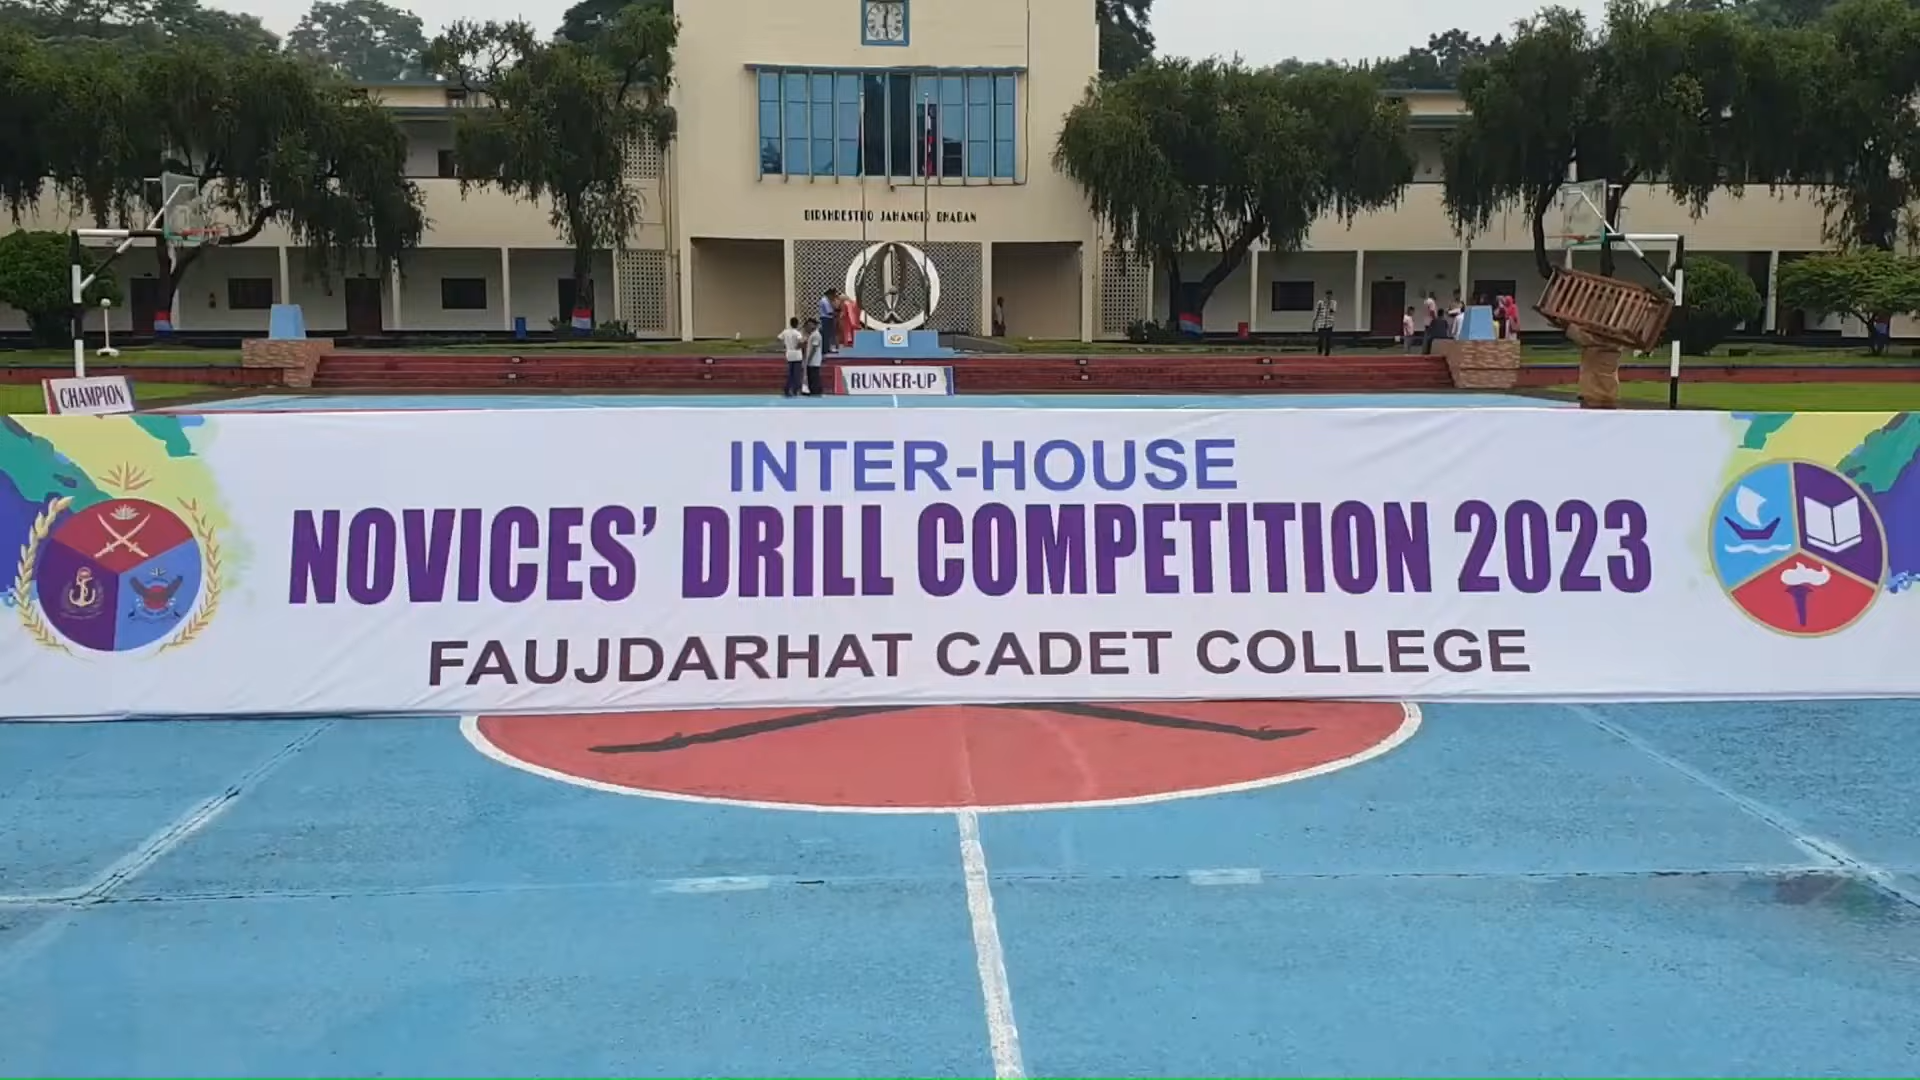 BIRSHRESTHO JAHANGIR BHABAN
CHAMPION
RUNNER-UP
INTER-HOUSE
NOVICES' DRILL COMPETITION 2023
FAUJDARHAT CADET COLLEGE